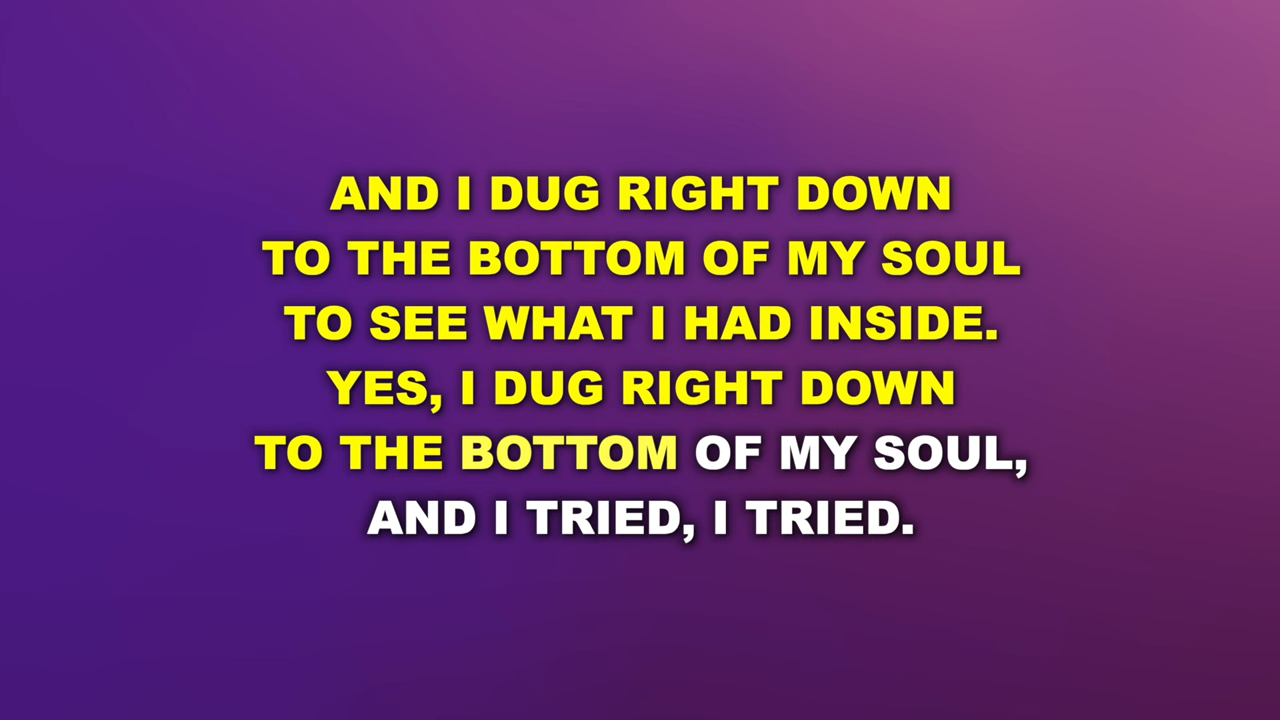 AND I DUG RIGHT DOWN
TO THE BOTTOM OF MY SOUL
TO SEE WHAT I HAD INSIDE.
YES, I DUG RIGHT DOWN
TO THE BOTTOM OF MY SOUL,
AND I TRIED, I TRIED.